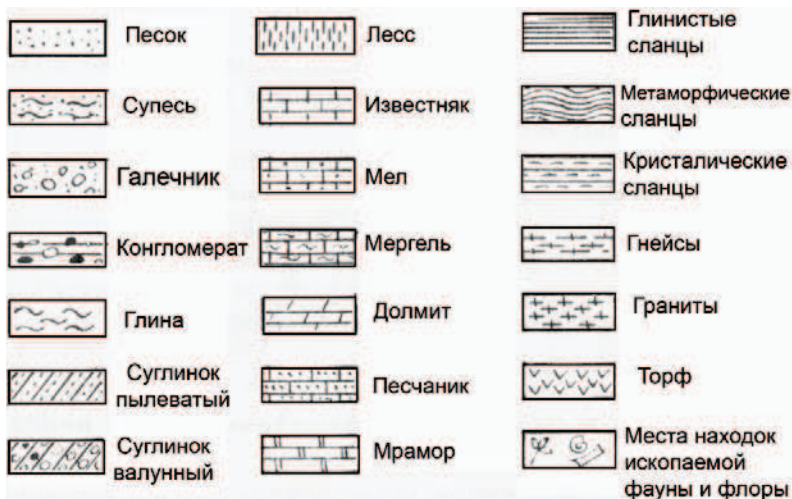 Песок
Супесь
Галечник
Конгломерат
Глина
Суглинок
пылеватый
Суглинок
валунный
Лесс
Известняк
Мел
Мергель
Долмит
Песчаник
Мрамор
Глинистые
сланцы
Метаморфические
сланцы
Кристалические
сланцы
Гнейсы
Граниты
Торф
Места находок
ископаемой
фауны и флоры